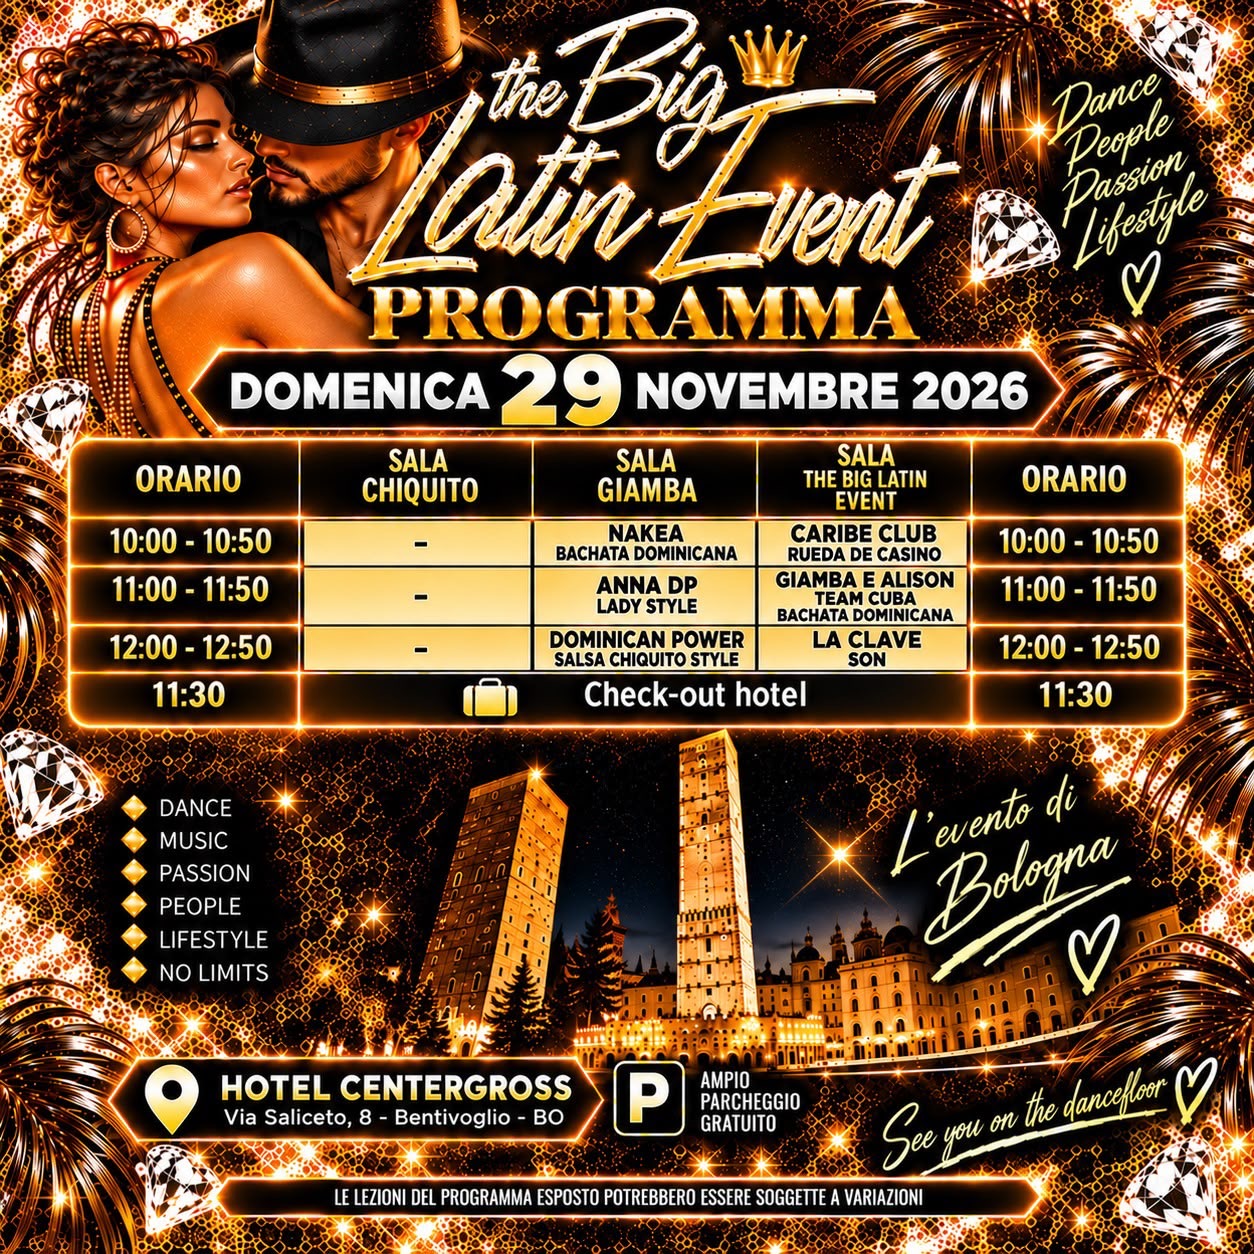 the Big
Latin Event
PROGRAMMA
Dance
People
Passion
Lifestyle
DOMENICA 29 NOVEMBRE 2026
ORARIO
SALA
CHIQUITO
SALA
GIAMBA
SALA
THE BIG LATIN
EVENT
ORARIO
10:00 - 10:50
-
NAKEA
BACHATA DOMINICANA
CARIBE CLUB
RUEDA DE CASINO
10:00 - 10:50
11:00 - 11:50
-
ANNA DP
LADY STYLE
GIAMBA E ALISON
TEAM CUBA
BACHATA DOMINICANA
11:00 - 11:50
12:00 - 12:50
-
DOMINICAN POWER
SALSA CHIQUITO STYLE
LA CLAVE
SON
12:00 - 12:50
11:30
Check-out hotel
11:30
DANCE
MUSIC
PASSION
PEOPLE
LIFESTYLE
NO LIMITS
L'evento di
Bologna
HOTEL CENTERGROSS
Via Saliceto, 8 - Bentivoglio - BO
P
AMPIO
PARCHEGGIO
GRATUITO
See you on the dancefloor
LE LEZIONI DEL PROGRAMMA ESPOSTO POTREBBERO ESSERE SOGGETTE A VARIAZIONI